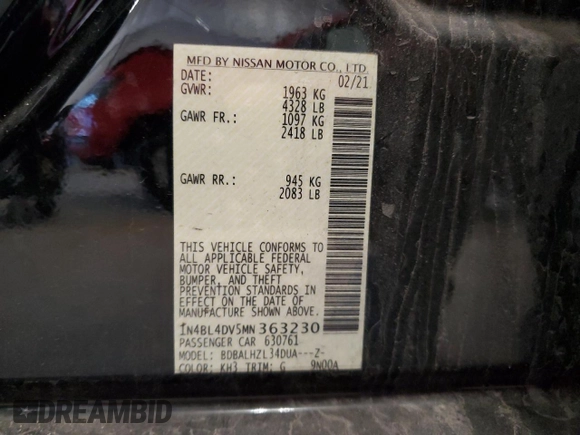 MFD BY NISSAN MOTOR CO., LTD.
DATE: 02/21
GVWR: 1963 KG
4328 LB
GAWR FR.: 1097 KG
2418 LB
GAWR RR.: 945 KG
2083 LB
THIS VEHICLE CONFORMS TO
ALL APPLICABLE FEDERAL
MOTOR VEHICLE SAFETY,
BUMPER, AND THEFT
PREVENTION STANDARDS IN
EFFECT ON THE DATE OF
MANUFACTURE SHOWN ABOVE.
1N4BL4DV5MN363230
PASSENGER CAR 630761
MODEL: BDBALHZL34DUA---Z-
COLOR: KH3 TRIM: G 9N00A
DREAMBID